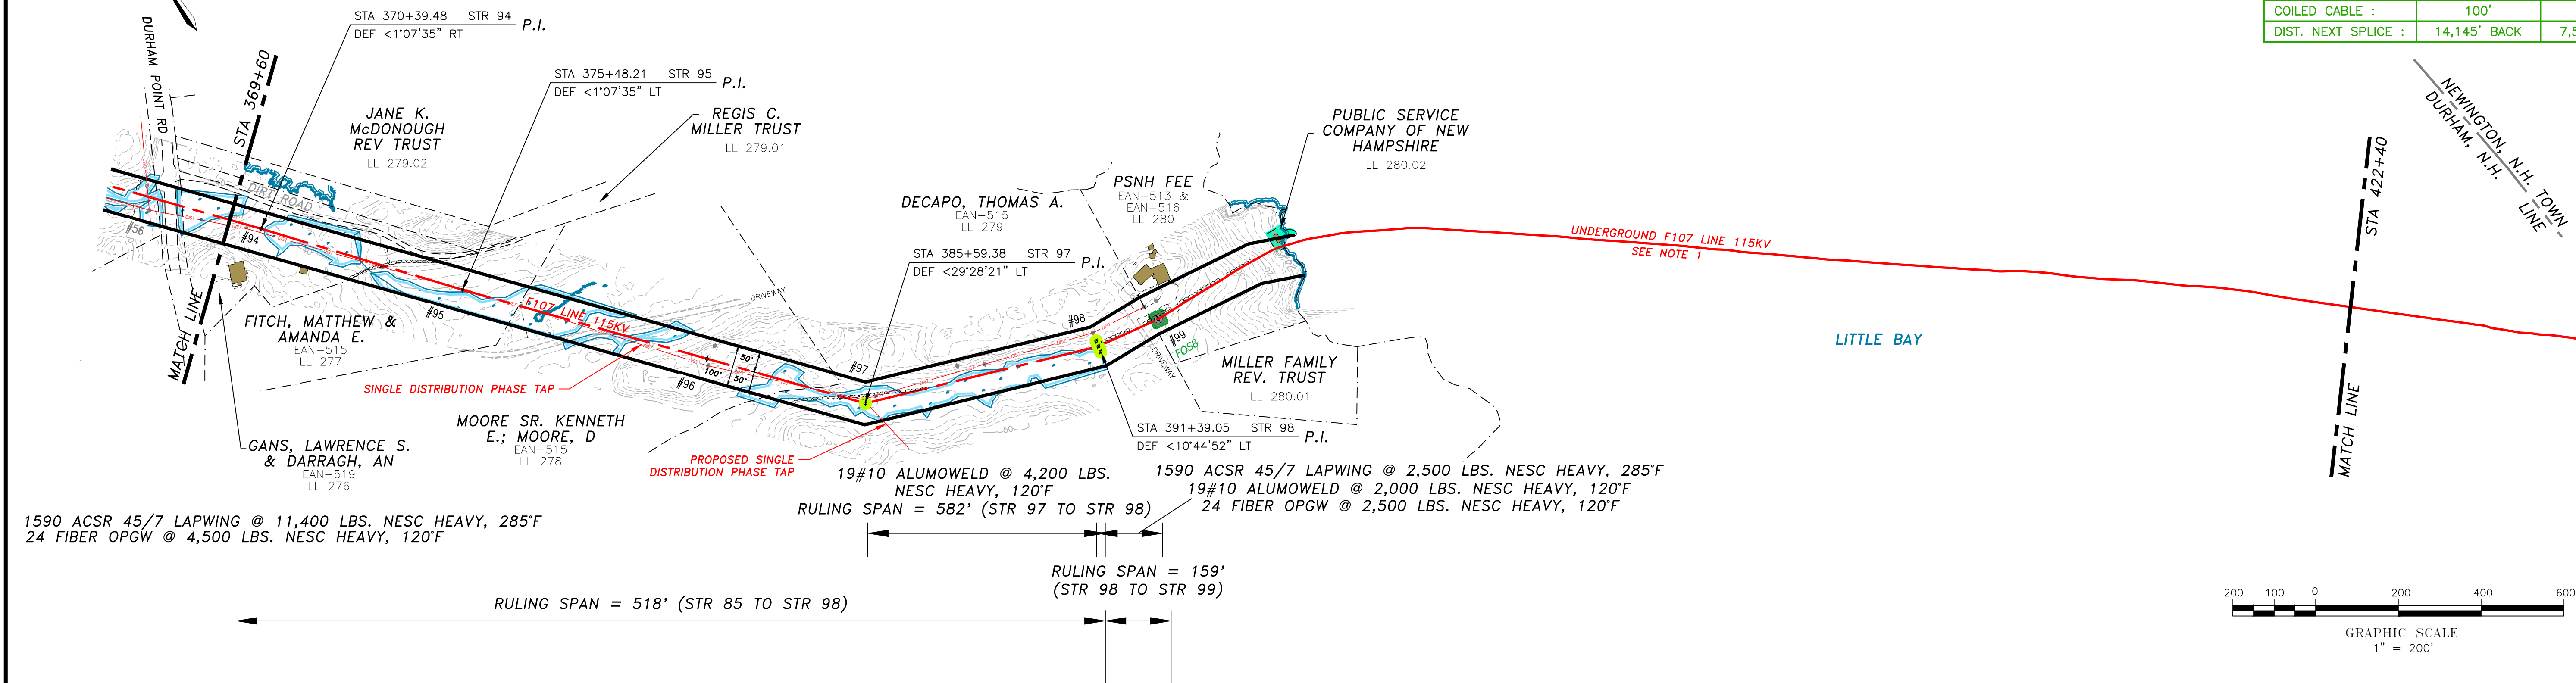 COILED CABLE : 100'
DIST. NEXT SPLICE : 14,145' BACK
STA 370+39.48 STR 94
DEF <1°07'35" RT
P.I.
STA 375+48.21 STR 95
DEF <1°07'35" LT
P.I.
DURHAM POINT RD
STA 369+60
MATCH LINE
JANE K.
McDONOUGH
REV TRUST
LL 279.02
REGIS C.
MILLER TRUST
LL 279.01
DIRT ROAD
#56
#94
#95
F107 LINE 115KV
DRIVEWAY
FITCH, MATTHEW &
AMANDA E.
EAN-515
LL 277
SINGLE DISTRIBUTION PHASE TAP
#96
100'
50'
50'
#97
GANS, LAWRENCE S.
& DARRAGH, AN
EAN-519
LL 276
MOORE SR. KENNETH
E.; MOORE, D
EAN-515
LL 278
PROPOSED SINGLE
DISTRIBUTION PHASE TAP
DECAPO, THOMAS A.
EAN-515
LL 279
STA 385+59.38 STR 97
DEF <29°28'21" LT
P.I.
PSNH FEE
EAN-513 &
EAN-516
LL 280
PUBLIC SERVICE
COMPANY OF NEW
HAMPSHIRE
LL 280.02
#98
#99
FOS8
DRIVEWAY
MILLER FAMILY
REV. TRUST
LL 280.01
STA 391+39.05 STR 98
DEF <10°44'52" LT
P.I.
50
UNDERGROUND F107 LINE 115KV
SEE NOTE 1
LITTLE BAY
NEWINGTON, N.H. TOWN
DURHAM, N.H. LINE
STA 422+40
MATCH LINE
1590 ACSR 45/7 LAPWING @ 11,400 LBS. NESC HEAVY, 285°F
24 FIBER OPGW @ 4,500 LBS. NESC HEAVY, 120°F
19#10 ALUMOWELD @ 4,200 LBS.
NESC HEAVY, 120°F
RULING SPAN = 582' (STR 97 TO STR 98)
1590 ACSR 45/7 LAPWING @ 2,500 LBS. NESC HEAVY, 285°F
19#10 ALUMOWELD @ 2,000 LBS. NESC HEAVY, 120°F
24 FIBER OPGW @ 2,500 LBS. NESC HEAVY, 120°F
RULING SPAN = 159'
(STR 98 TO STR 99)
RULING SPAN = 518' (STR 85 TO STR 98)
200 100 0 200 400 600
GRAPHIC SCALE
1" = 200'